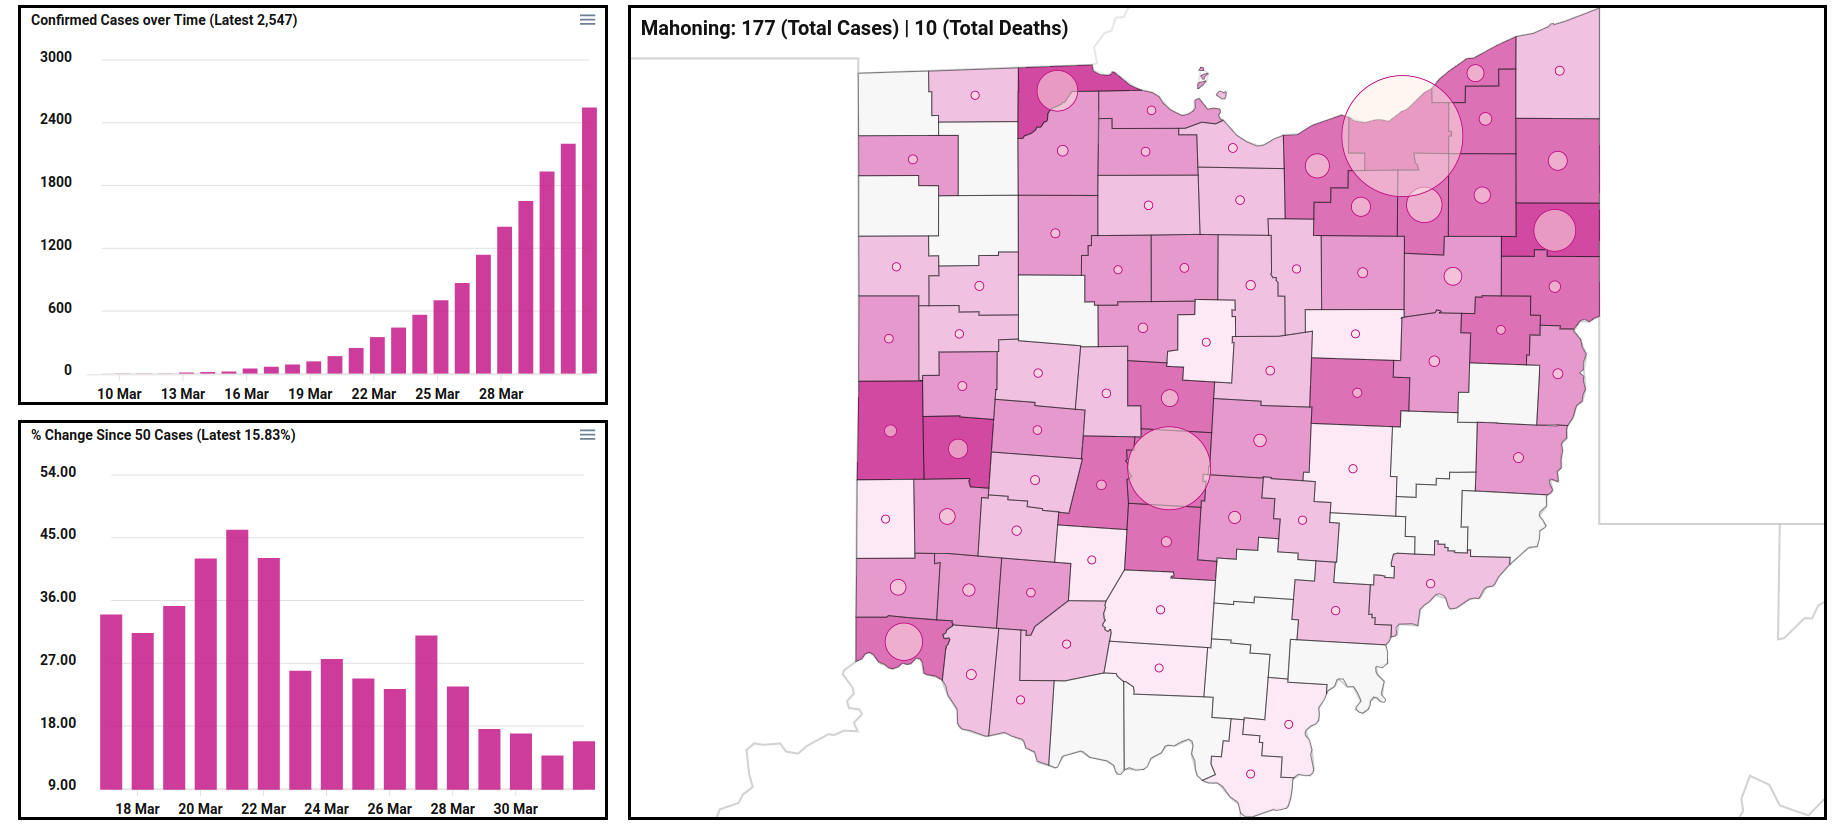 Confirmed Cases over Time (Latest 2,547)
3000
2400
1800
1200
600
0
10 Mar 13 Mar 16 Mar 19 Mar 22 Mar 25 Mar 28 Mar
% Change Since 50 Cases (Latest 15.83%)
54.00
45.00
36.00
27.00
18.00
9.00
18 Mar 20 Mar 22 Mar 24 Mar 26 Mar 28 Mar 30 Mar
Mahoning: 177 (Total Cases) | 10 (Total Deaths)